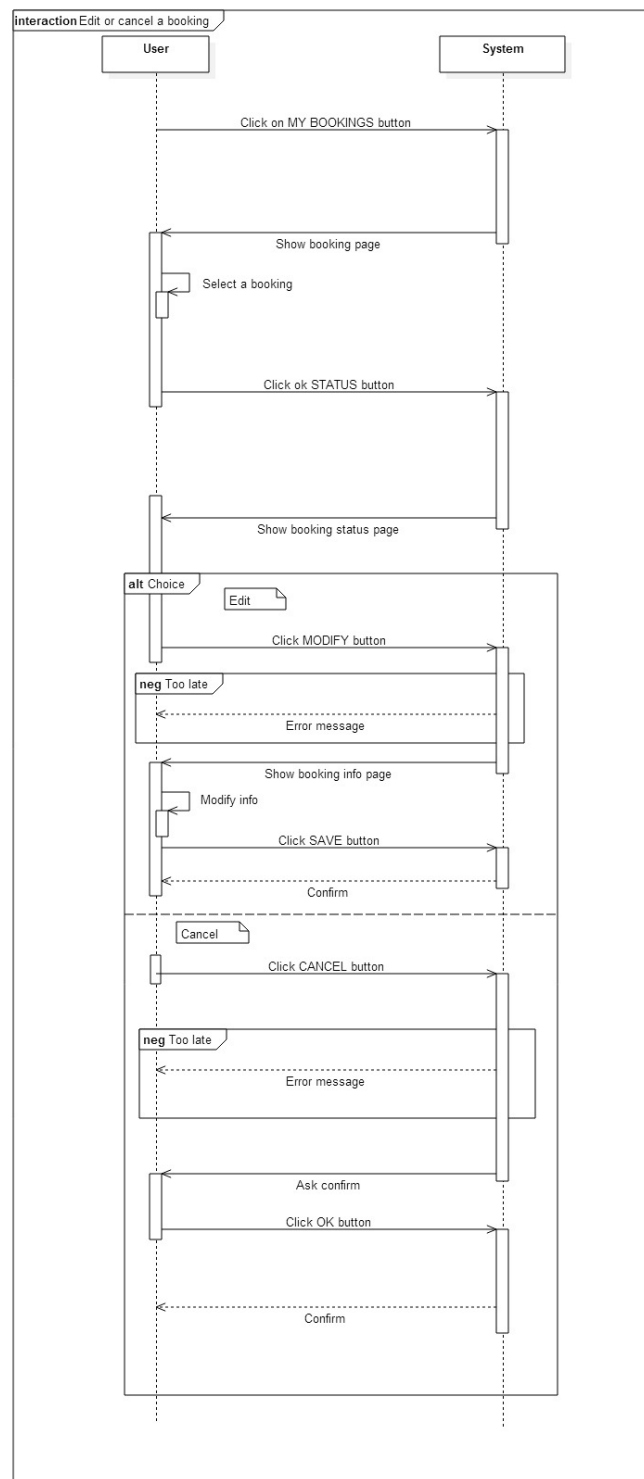 interaction Edit or cancel a booking
User
System
Click on MY BOOKINGS button
Show booking page
Select a booking
Click ok STATUS button
Show booking status page
alt Choice
Edit
Click MODIFY button
neg Too late
Error message
Show booking info page
Modify info
Click SAVE button
Confirm
Cancel
Click CANCEL button
neg Too late
Error message
Ask confirm
Click OK button
Confirm